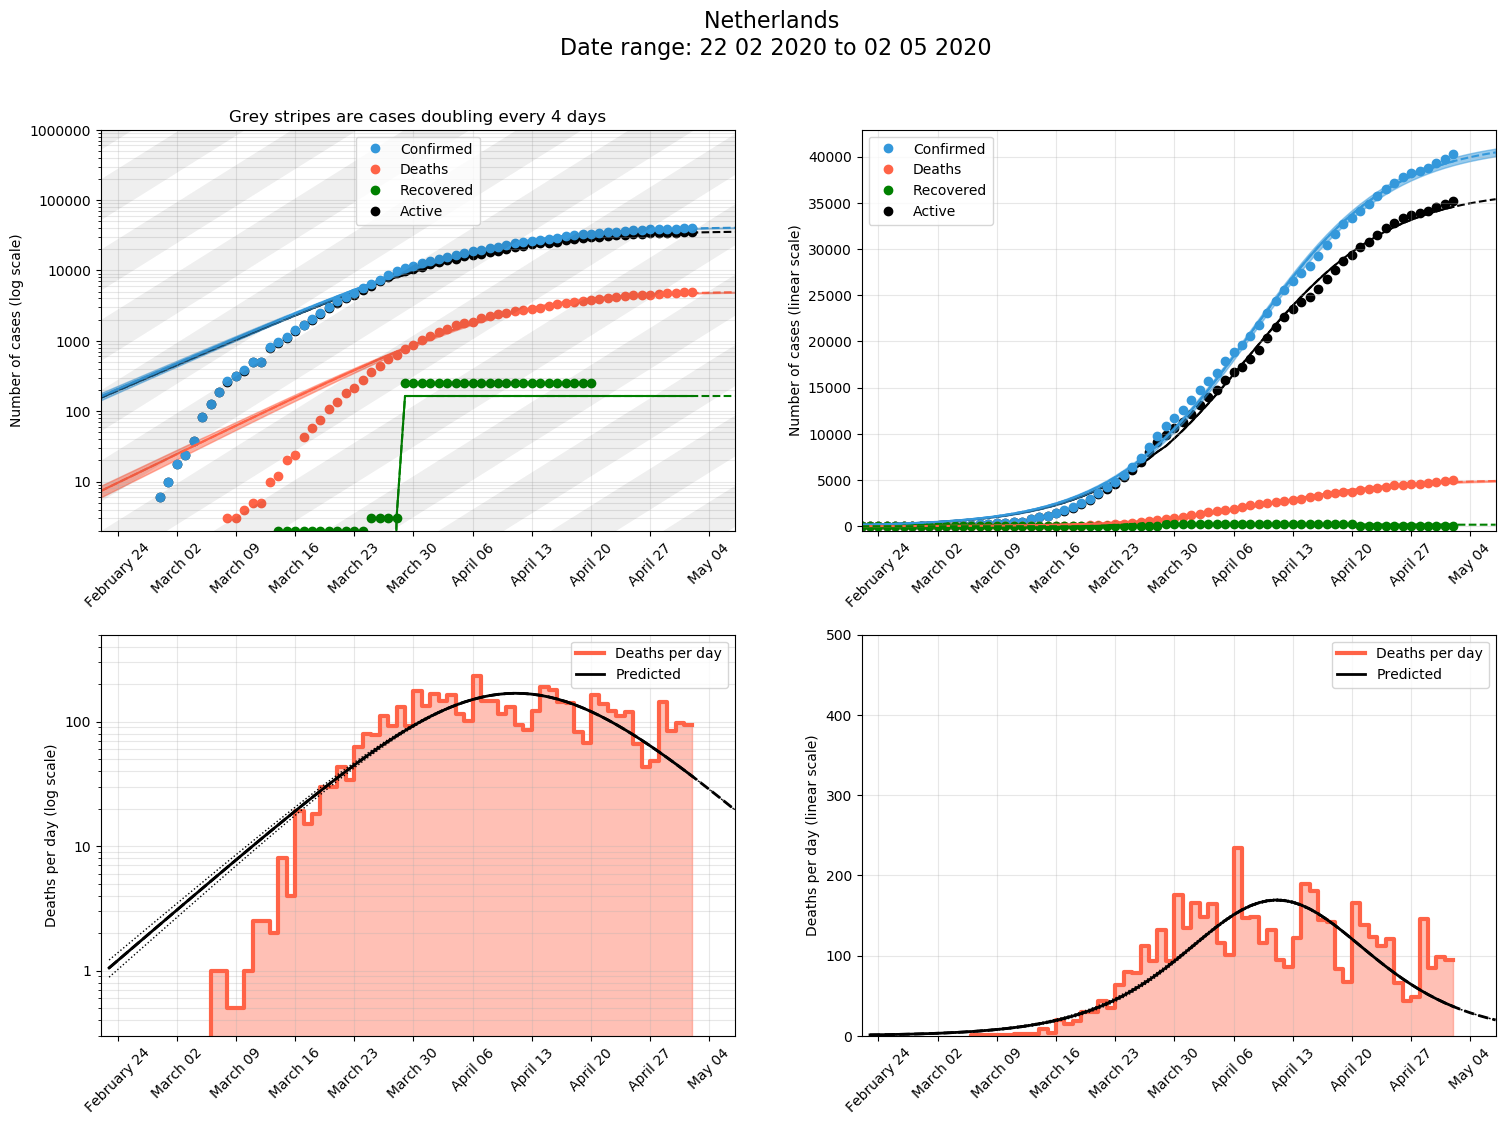 Netherlands
Date range: 22 02 2020 to 02 05 2020
Grey stripes are cases doubling every 4 days
Number of cases (log scale)
1000000
100000
10000
1000
100
10
Confirmed
Deaths
Recovered
Active
February 24
March 02
March 09
March 16
March 23
March 30
April 06
April 13
April 20
April 27
May 04
Number of cases (linear scale)
40000
35000
30000
25000
20000
15000
10000
5000
0
Confirmed
Deaths
Recovered
Active
February 24
March 02
March 09
March 16
March 23
March 30
April 06
April 13
April 20
April 27
May 04
Deaths per day (log scale)
100
10
1
Deaths per day
Predicted
February 24
March 02
March 09
March 16
March 23
March 30
April 06
April 13
April 20
April 27
May 04
Deaths per day (linear scale)
500
400
300
200
100
0
Deaths per day
Predicted
February 24
March 02
March 09
March 16
March 23
March 30
April 06
April 13
April 20
April 27
May 04